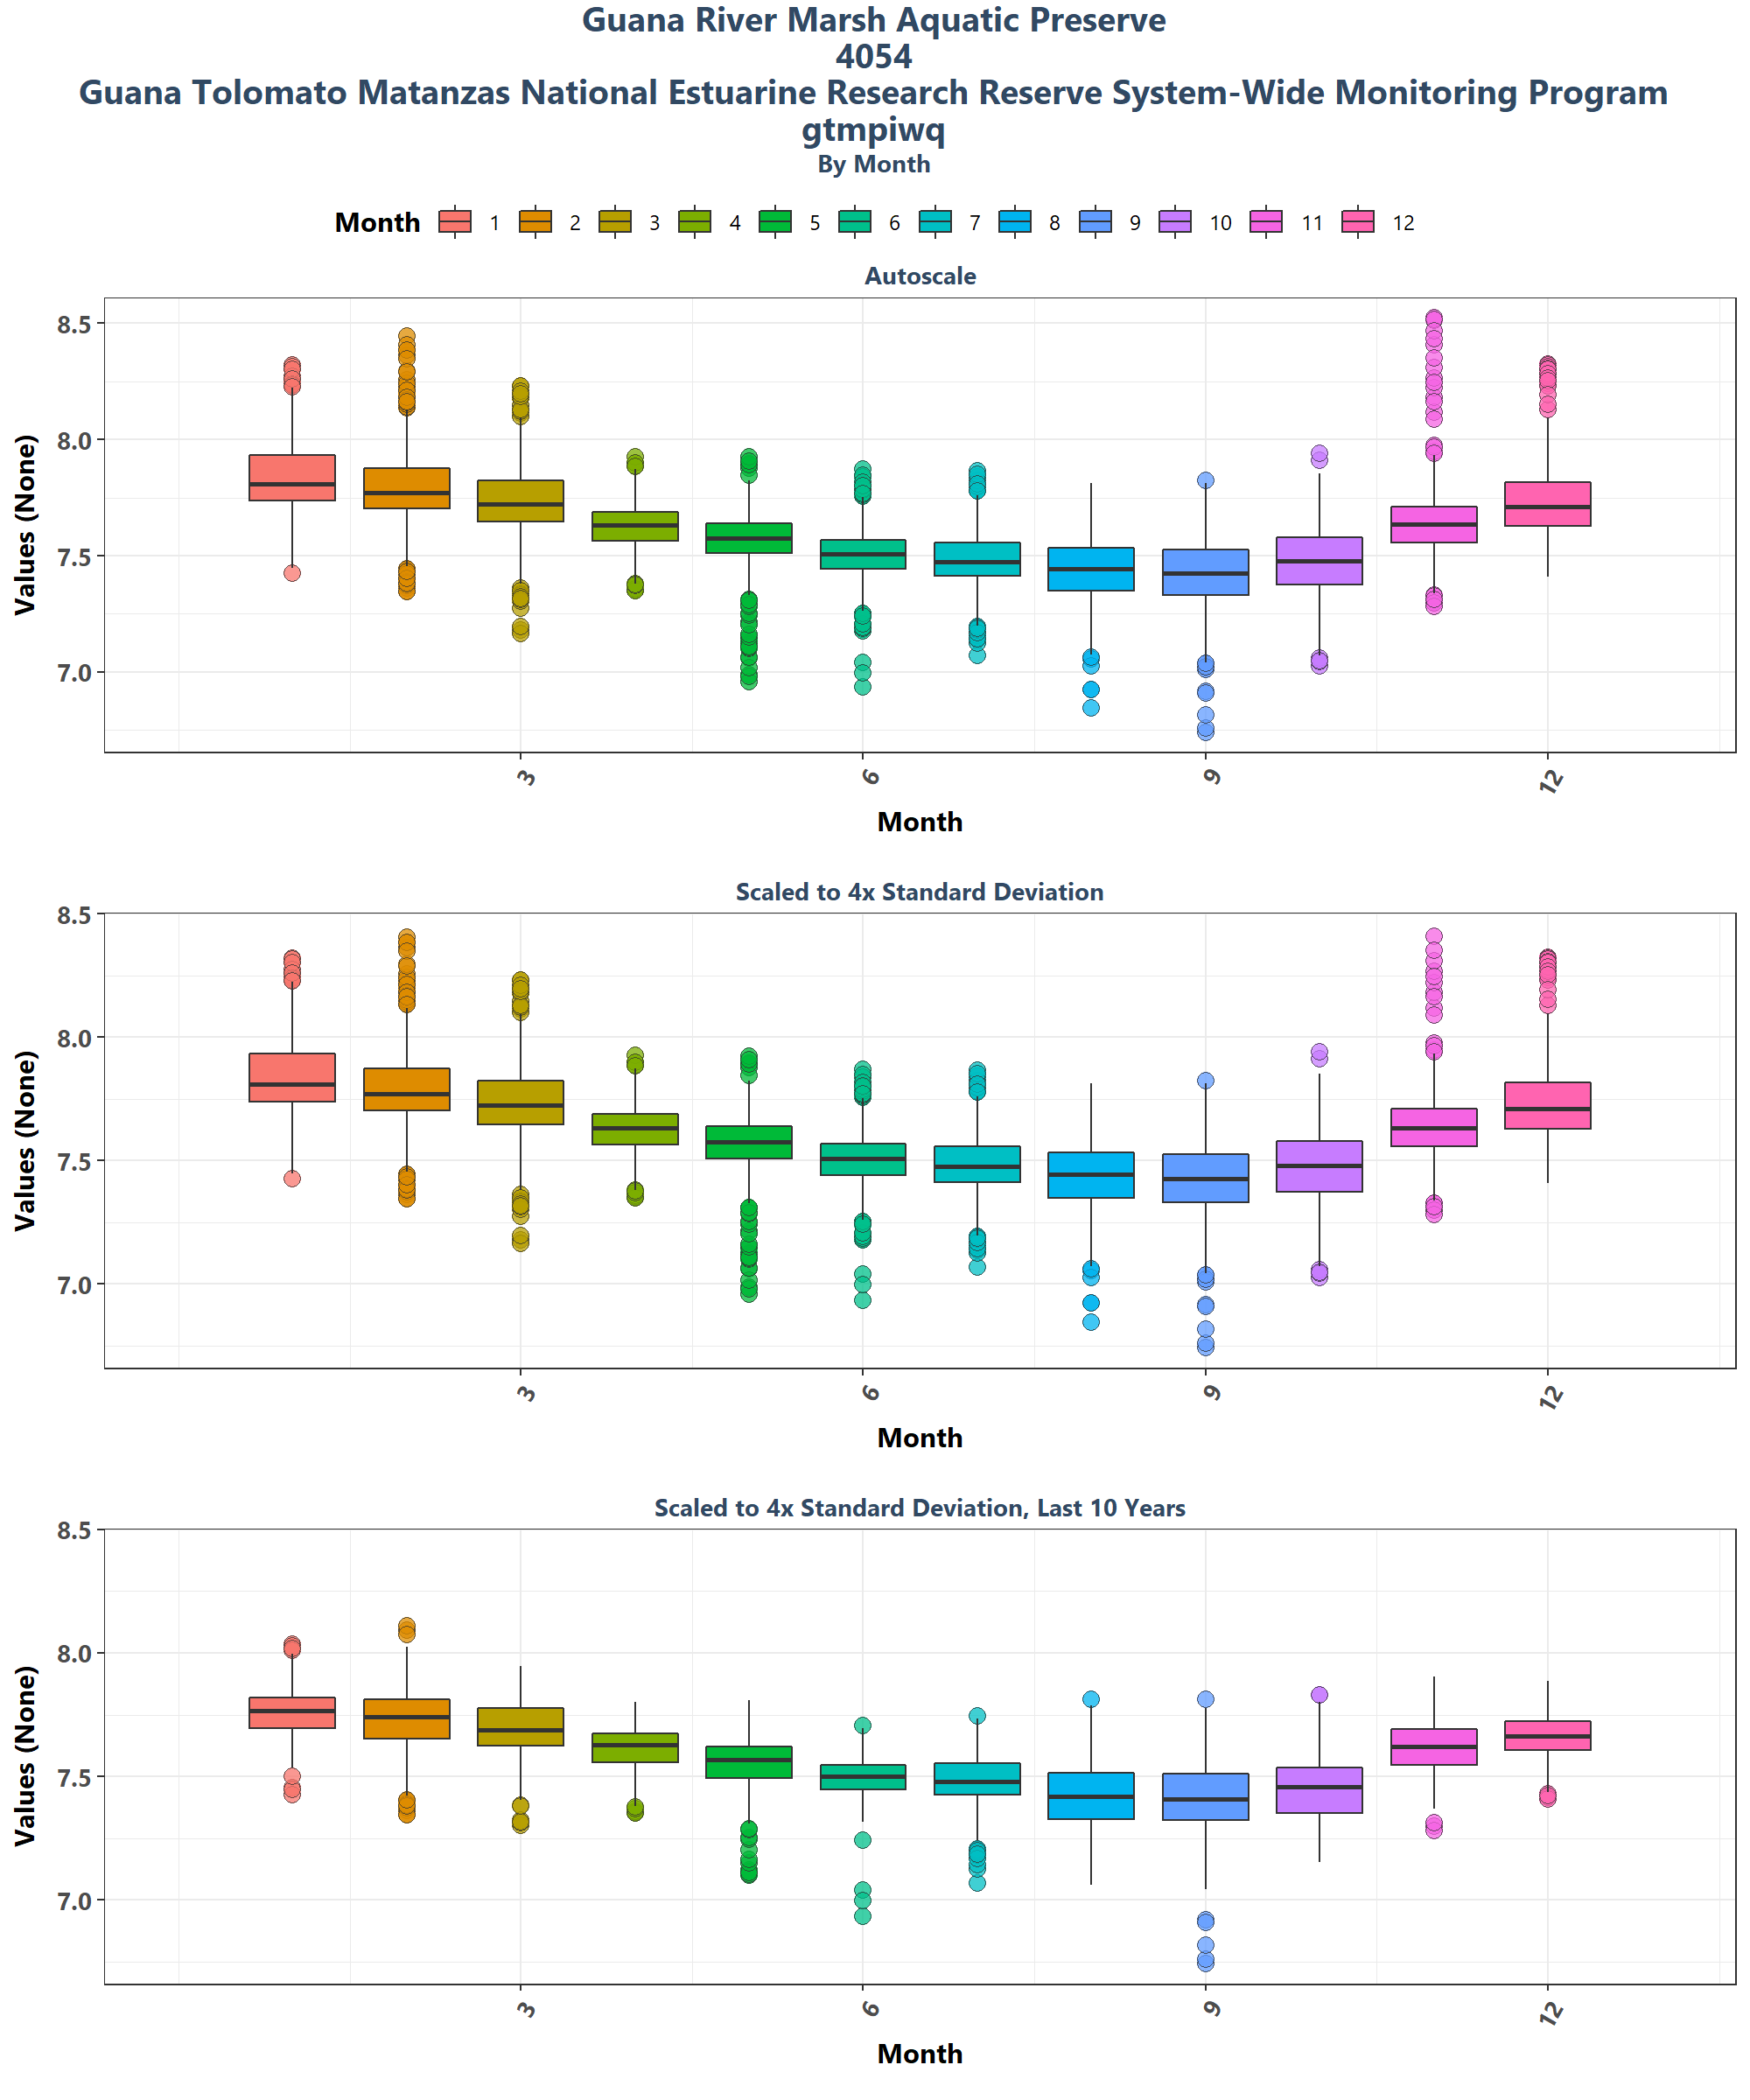 Guana River Marsh Aquatic Preserve
4054
Guana Tolomato Matanzas National Estuarine Research Reserve System-Wide Monitoring Program
gtmpiwq
By Month
Month 1 2 3 4 5 6 7 8 9 10 11 12
Autoscale
Values (None)
8.5
8.0
7.5
7.0
3 6 9 12
Month
Scaled to 4x Standard Deviation
Values (None)
8.5
8.0
7.5
7.0
3 6 9 12
Month
Scaled to 4x Standard Deviation, Last 10 Years
Values (None)
8.5
8.0
7.5
7.0
3 6 9 12
Month